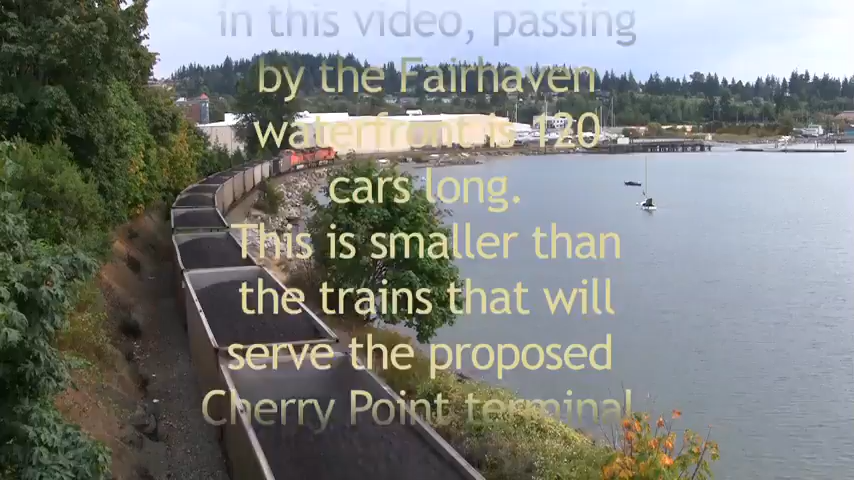 in this video, passing
by the Fairhaven
waterfront is 120
cars long.
This is smaller than
the trains that will
serve the proposed
Cherry Point terminal